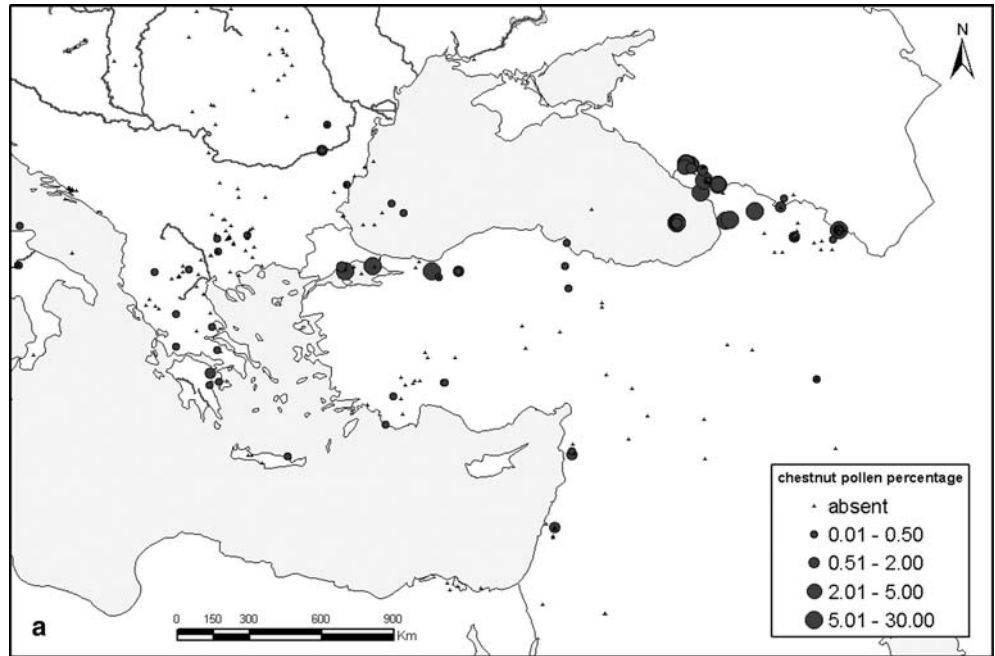 N
chestnut pollen percentage
absent
0.01 - 0.50
0.51 - 2.00
2.01 - 5.00
5.01 - 30.00
a
0 150 300 600 900
Km